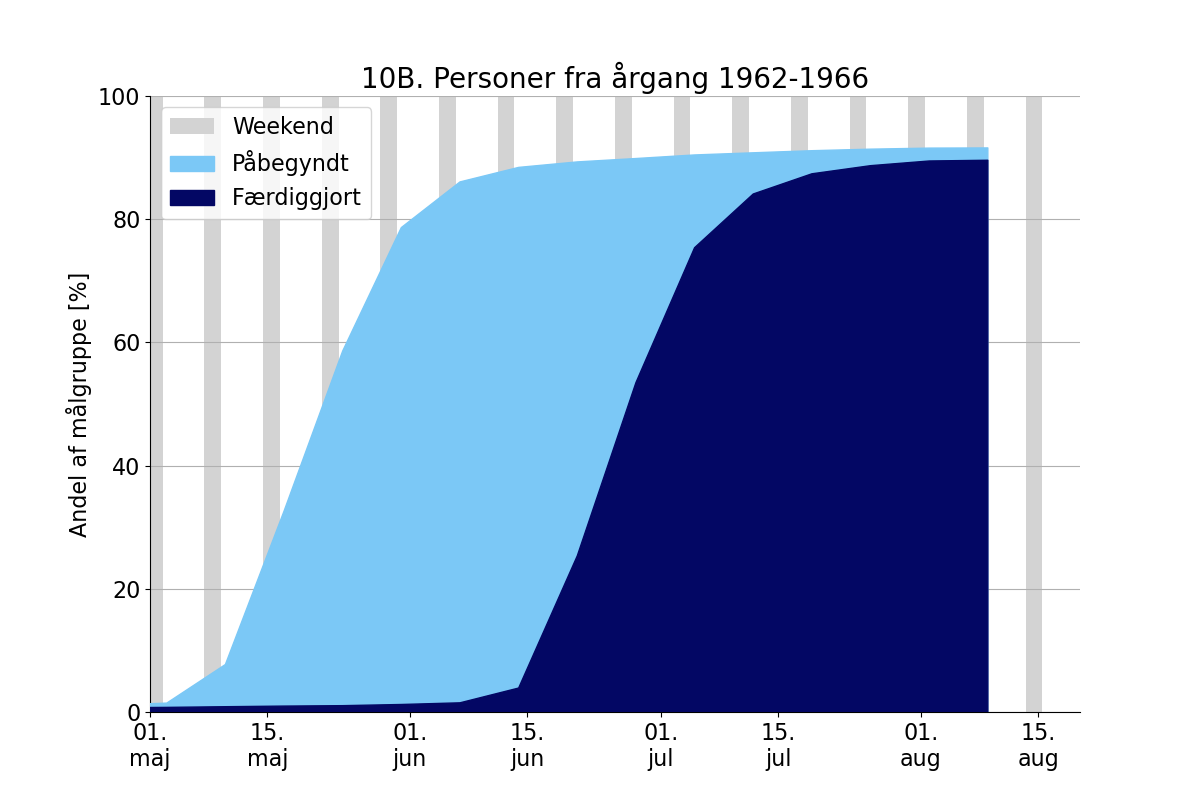 10B. Personer fra årgang 1962-1966
Weekend
Påbegyndt
Færdiggjort
Andel af målgruppe [%]
100
80
60
40
20
0
01. 15. 01. 15. 01. 15. 01. 15.
maj maj jun jun jul jul aug aug